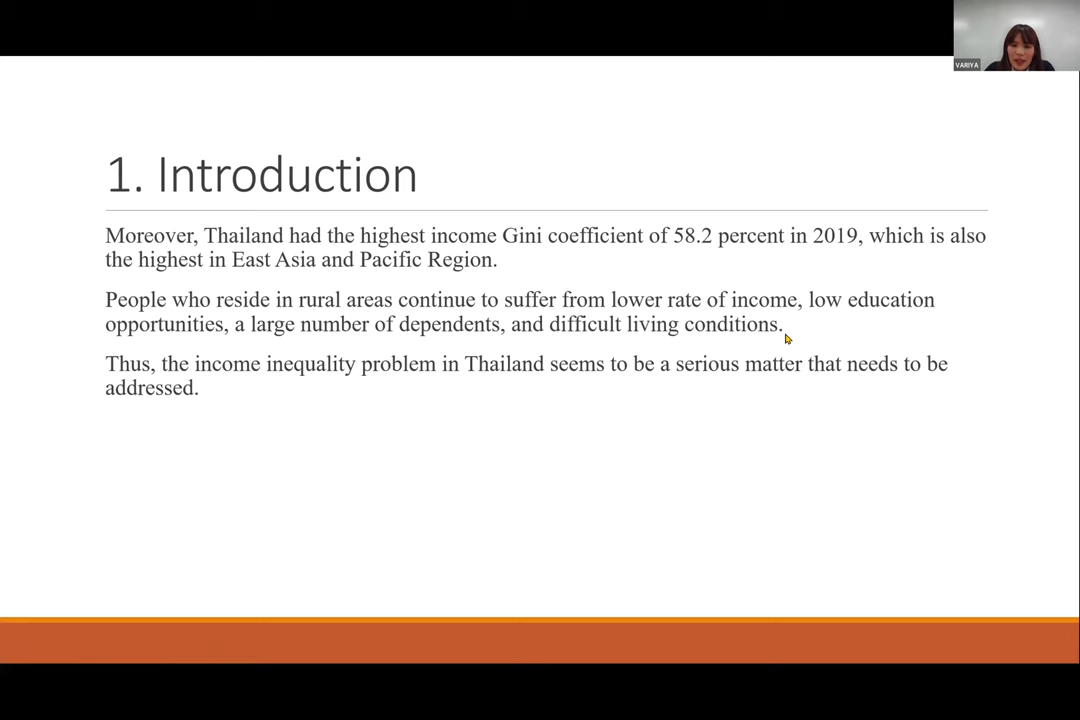 VARIYA
1. Introduction
Moreover, Thailand had the highest income Gini coefficient of 58.2 percent in 2019, which is also
the highest in East Asia and Pacific Region.
People who reside in rural areas continue to suffer from lower rate of income, low education
opportunities, a large number of dependents, and difficult living conditions.
Thus, the income inequality problem in Thailand seems to be a serious matter that needs to be
addressed.